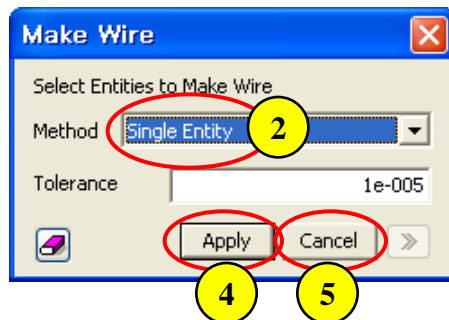 Make Wire
Select Entities to Make Wire
Method Single Entity 2
Tolerance 1e-005
Apply Cancel
4 5